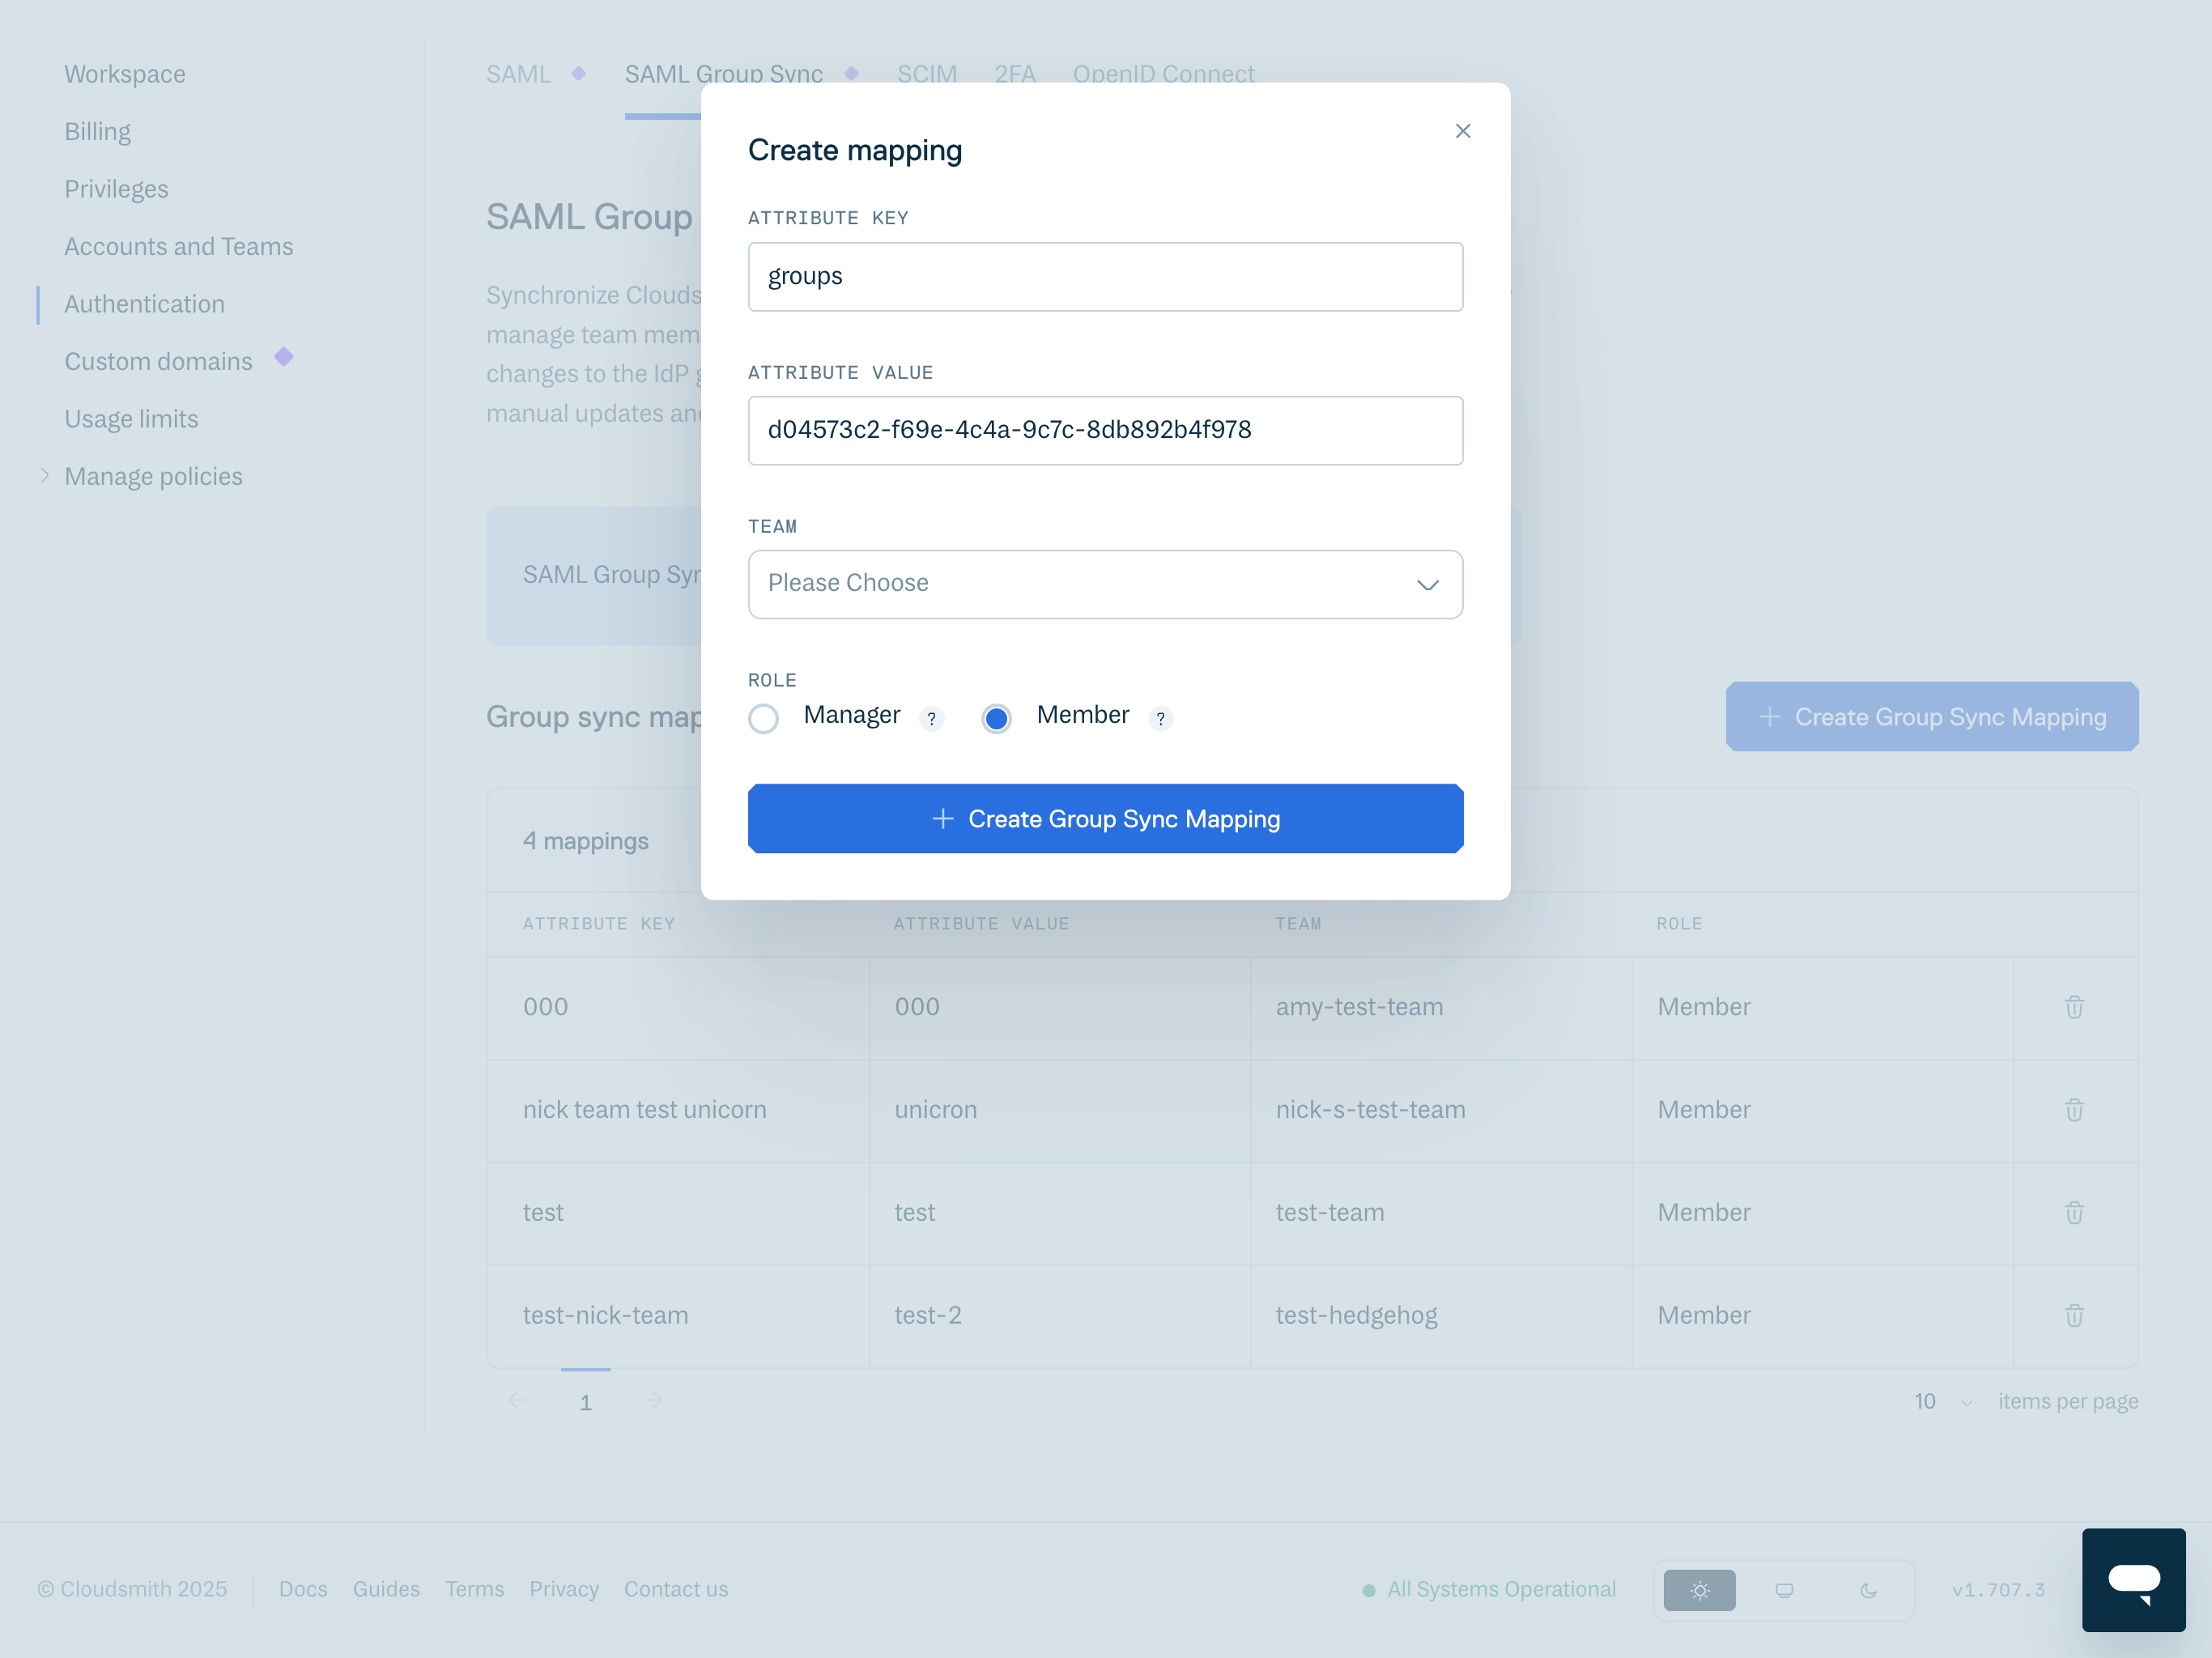 Workspace
Billing
Privileges
Accounts and Teams
Authentication
Custom domains
Usage limits
Manage policies
SAML
SAML Group Sync
SCIM
2FA
OpenID Connect
SAML Group
Synchronize Clouds
manage team mem
changes to the IdP g
manual updates and
SAML Group Syn
Group sync map
Create Group Sync Mapping
Create mapping
ATTRIBUTE KEY
groups
ATTRIBUTE VALUE
d04573c2-f69e-4c4a-9c7c-8db892b4f978
TEAM
Please Choose
ROLE
Manager ? Member ?
Create Group Sync Mapping
4 mappings
ATTRIBUTE KEY ATTRIBUTE VALUE TEAM ROLE
000 000 amy-test-team Member
nick team test unicorn unicron nick-s-test-team Member
test test test-team Member
test-nick-team test-2 test-hedgehog Member
1
10 items per page
© Cloudsmith 2025 Docs Guides Terms Privacy Contact us
All Systems Operational
v1.707.3